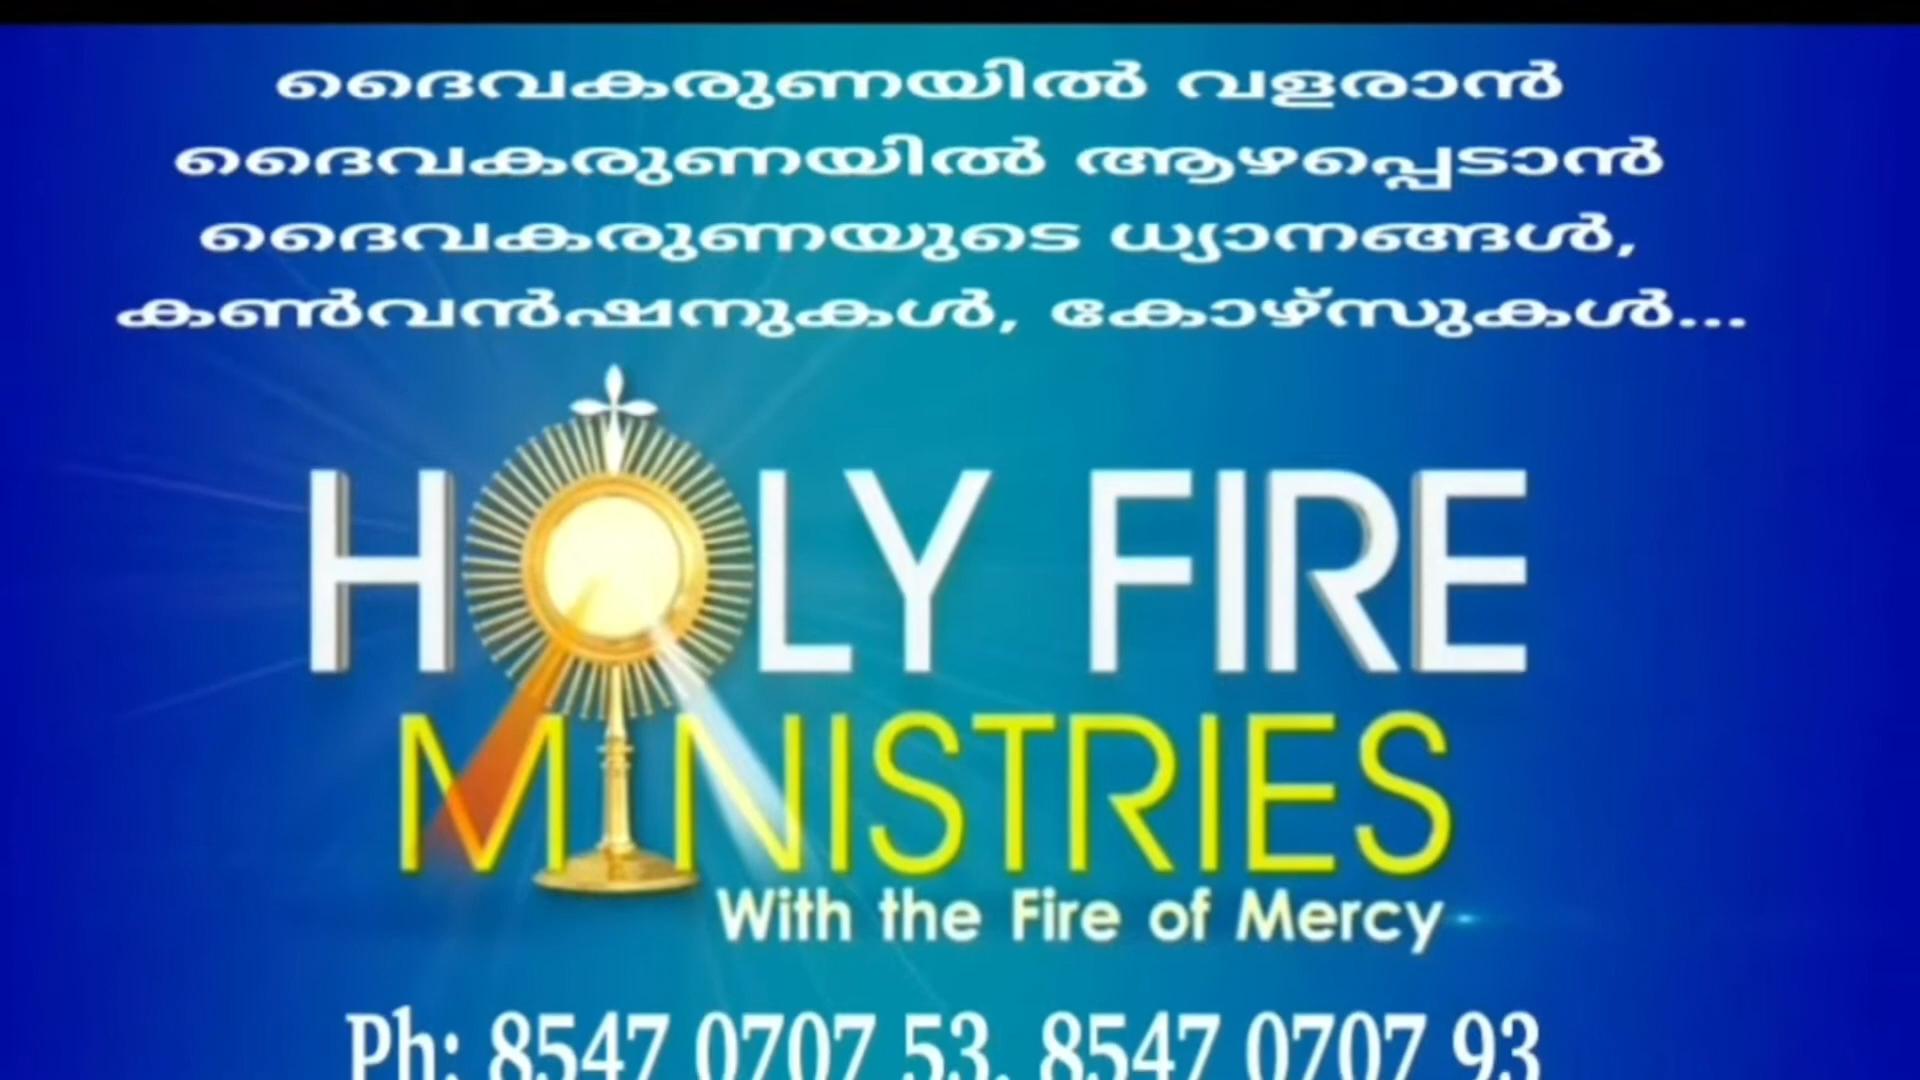 ദൈവകരുണയിൽ വളരാൻ
ദൈവകരുണയിൽ ആഴപ്പെടാൻ
ദൈവകരുണയുടെ ധ്യാനങ്ങൾ,
കൺവൻഷനുകൾ, കോഴ്സുകൾ...
HOLY FIRE
MINISTRIES
With the Fire of Mercy
Ph: 8547 0707 53, 8547 0707 93